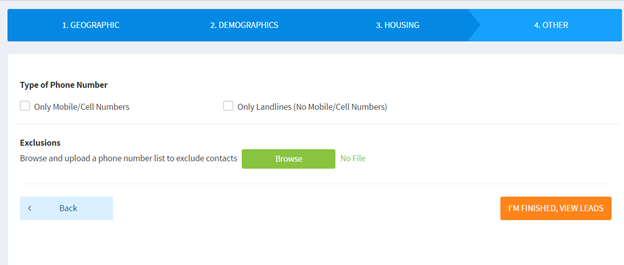 1. GEOGRAPHIC 2. DEMOGRAPHICS 3. HOUSING 4. OTHER
Type of Phone Number
Only Mobile/Cell Numbers Only Landlines (No Mobile/Cell Numbers)
Exclusions
Browse and upload a phone number list to exclude contacts Browse No File
Back I'M FINISHED, VIEW LEADS